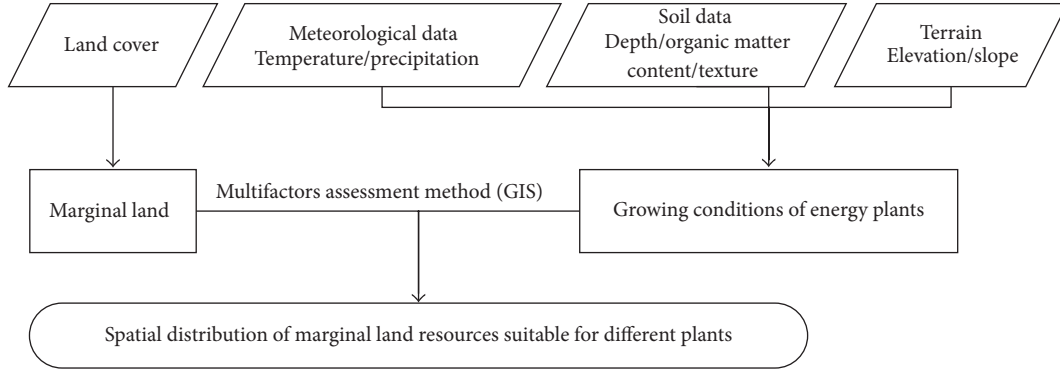 Land cover
Meteorological data
Temperature/precipitation
Soil data
Depth/organic matter
content/texture
Terrain
Elevation/slope
Marginal land
Multifactors assessment method (GIS)
Growing conditions of energy plants
Spatial distribution of marginal land resources suitable for different plants